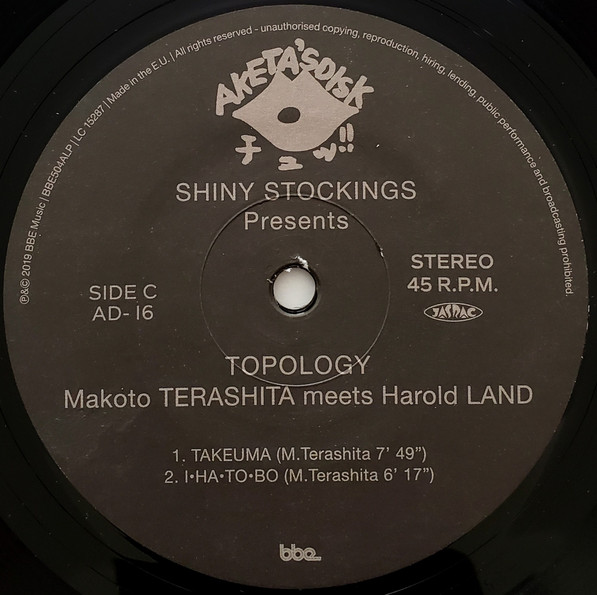 ℗&© 2019 BBE Music | BBE504ALP | LC 15287 | Made in the E.U. | All rights reserved - unauthorised copying, reproduction, hiring, lending, public performance and broadcasting prohibited.
AKETA'S DISK
チュッ!!
SHINY STOCKINGS
Presents
SIDE C
AD-16
STEREO
45 R.P.M.
JASRAC
TOPOLOGY
Makoto TERASHITA meets Harold LAND
1. TAKEUMA (M.Terashita 7’ 49”)
2. I•HA•TO•BO (M.Terashita 6’ 17”)
bbe